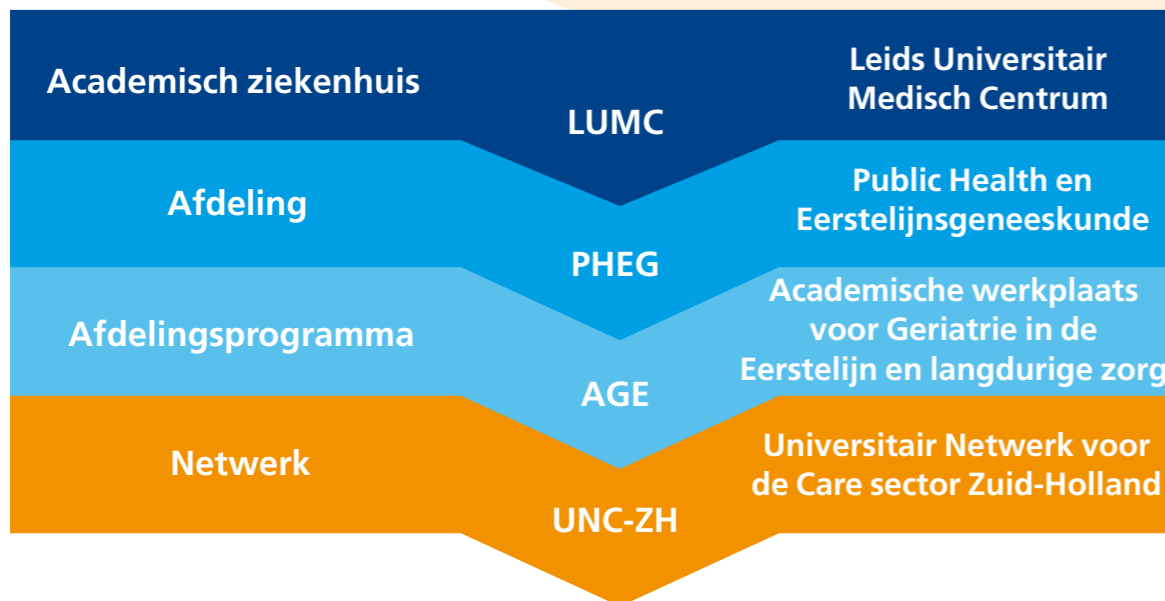 Academisch ziekenhuis
LUMC
Leids Universitair
Medisch Centrum
Afdeling
PHEG
Public Health en
Eerstelijnsgeneeskunde
Afdelingsprogramma
AGE
Academische werkplaats
voor Geriatrie in de
Eerstelijn en langdurige zorg
Netwerk
UNC-ZH
Universitair Netwerk voor
de Care sector Zuid-Holland